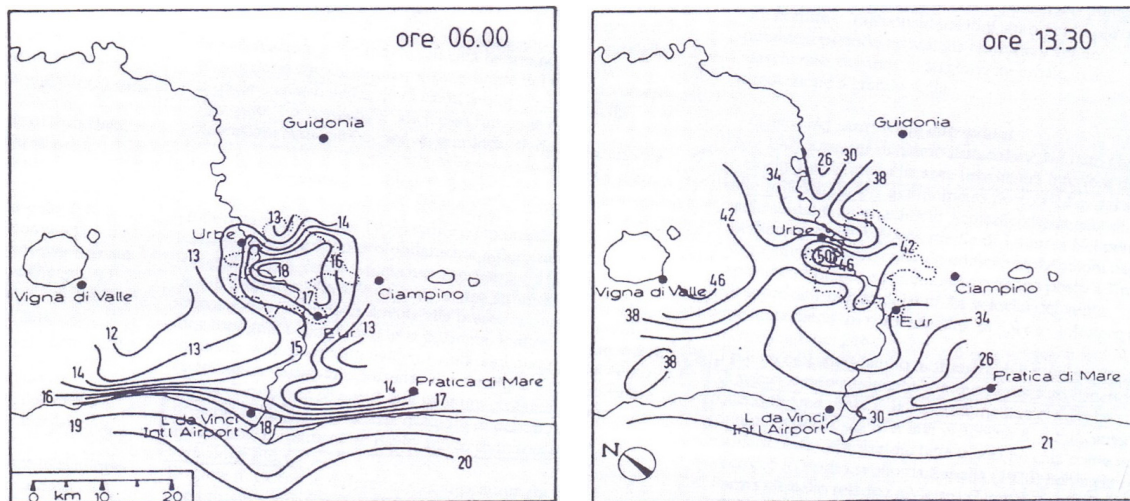 ore 06.00
Guidonia
13
14
Urbe
13
16
18
Vigna di Valle
17
Ciampino
12
Eur
13
13
15
14
14
Pratica di Mare
16
17
19
L. da Vinci
Int'l Airport
18
20
0 10 20
km
ore 13.30
Guidonia
26
30
34
38
42
Urbe
42
50
46
Vigna di Valle
46
Ciampino
38
Eur
34
38
26
Pratica di Mare
L. da Vinci
Int'l Airport
30
N
21